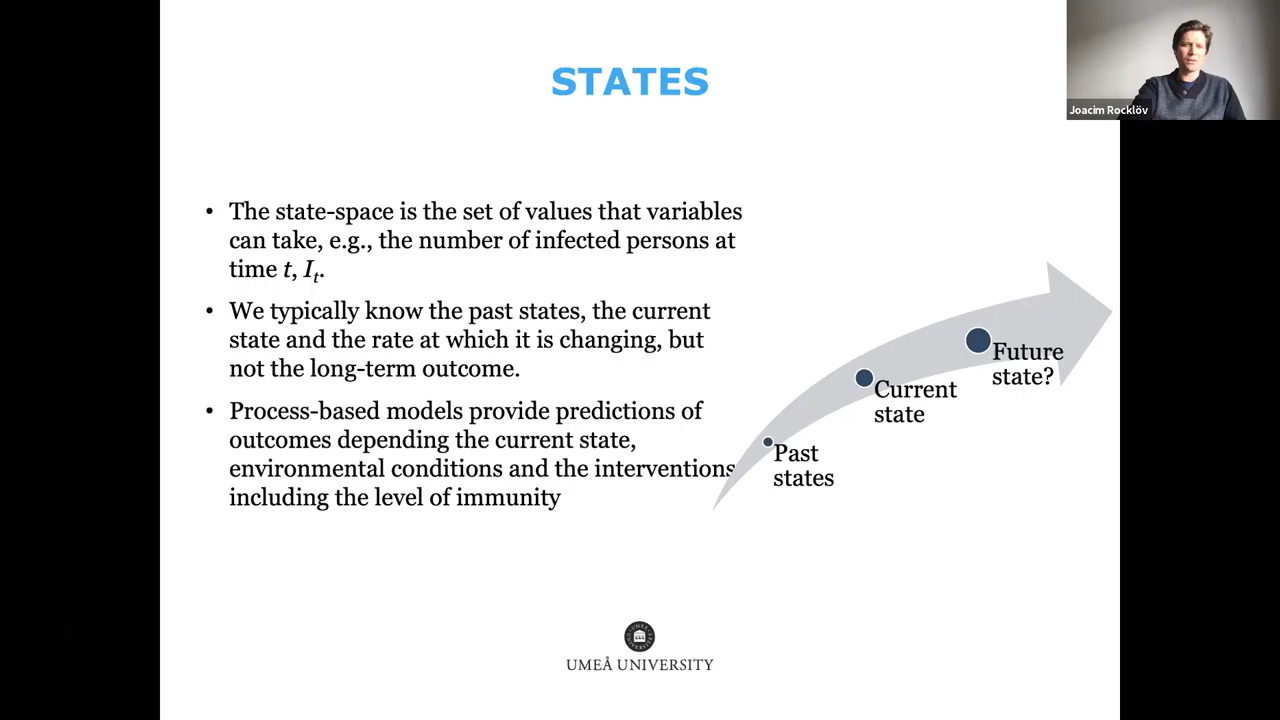 STATES
Joacim Rocklöv
• The state-space is the set of values that variables
can take, e.g., the number of infected persons at
time t, Iₜ.
• We typically know the past states, the current
state and the rate at which it is changing, but
not the long-term outcome.
• Process-based models provide predictions of
outcomes depending the current state,
environmental conditions and the interventions
including the level of immunity
Past
states
Current
state
Future
state?
UMEÅ UNIVERSITY